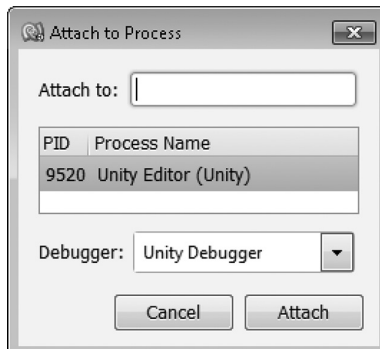 Attach to Process
Attach to:
PID Process Name
9520 Unity Editor (Unity)
Debugger: Unity Debugger
Cancel Attach